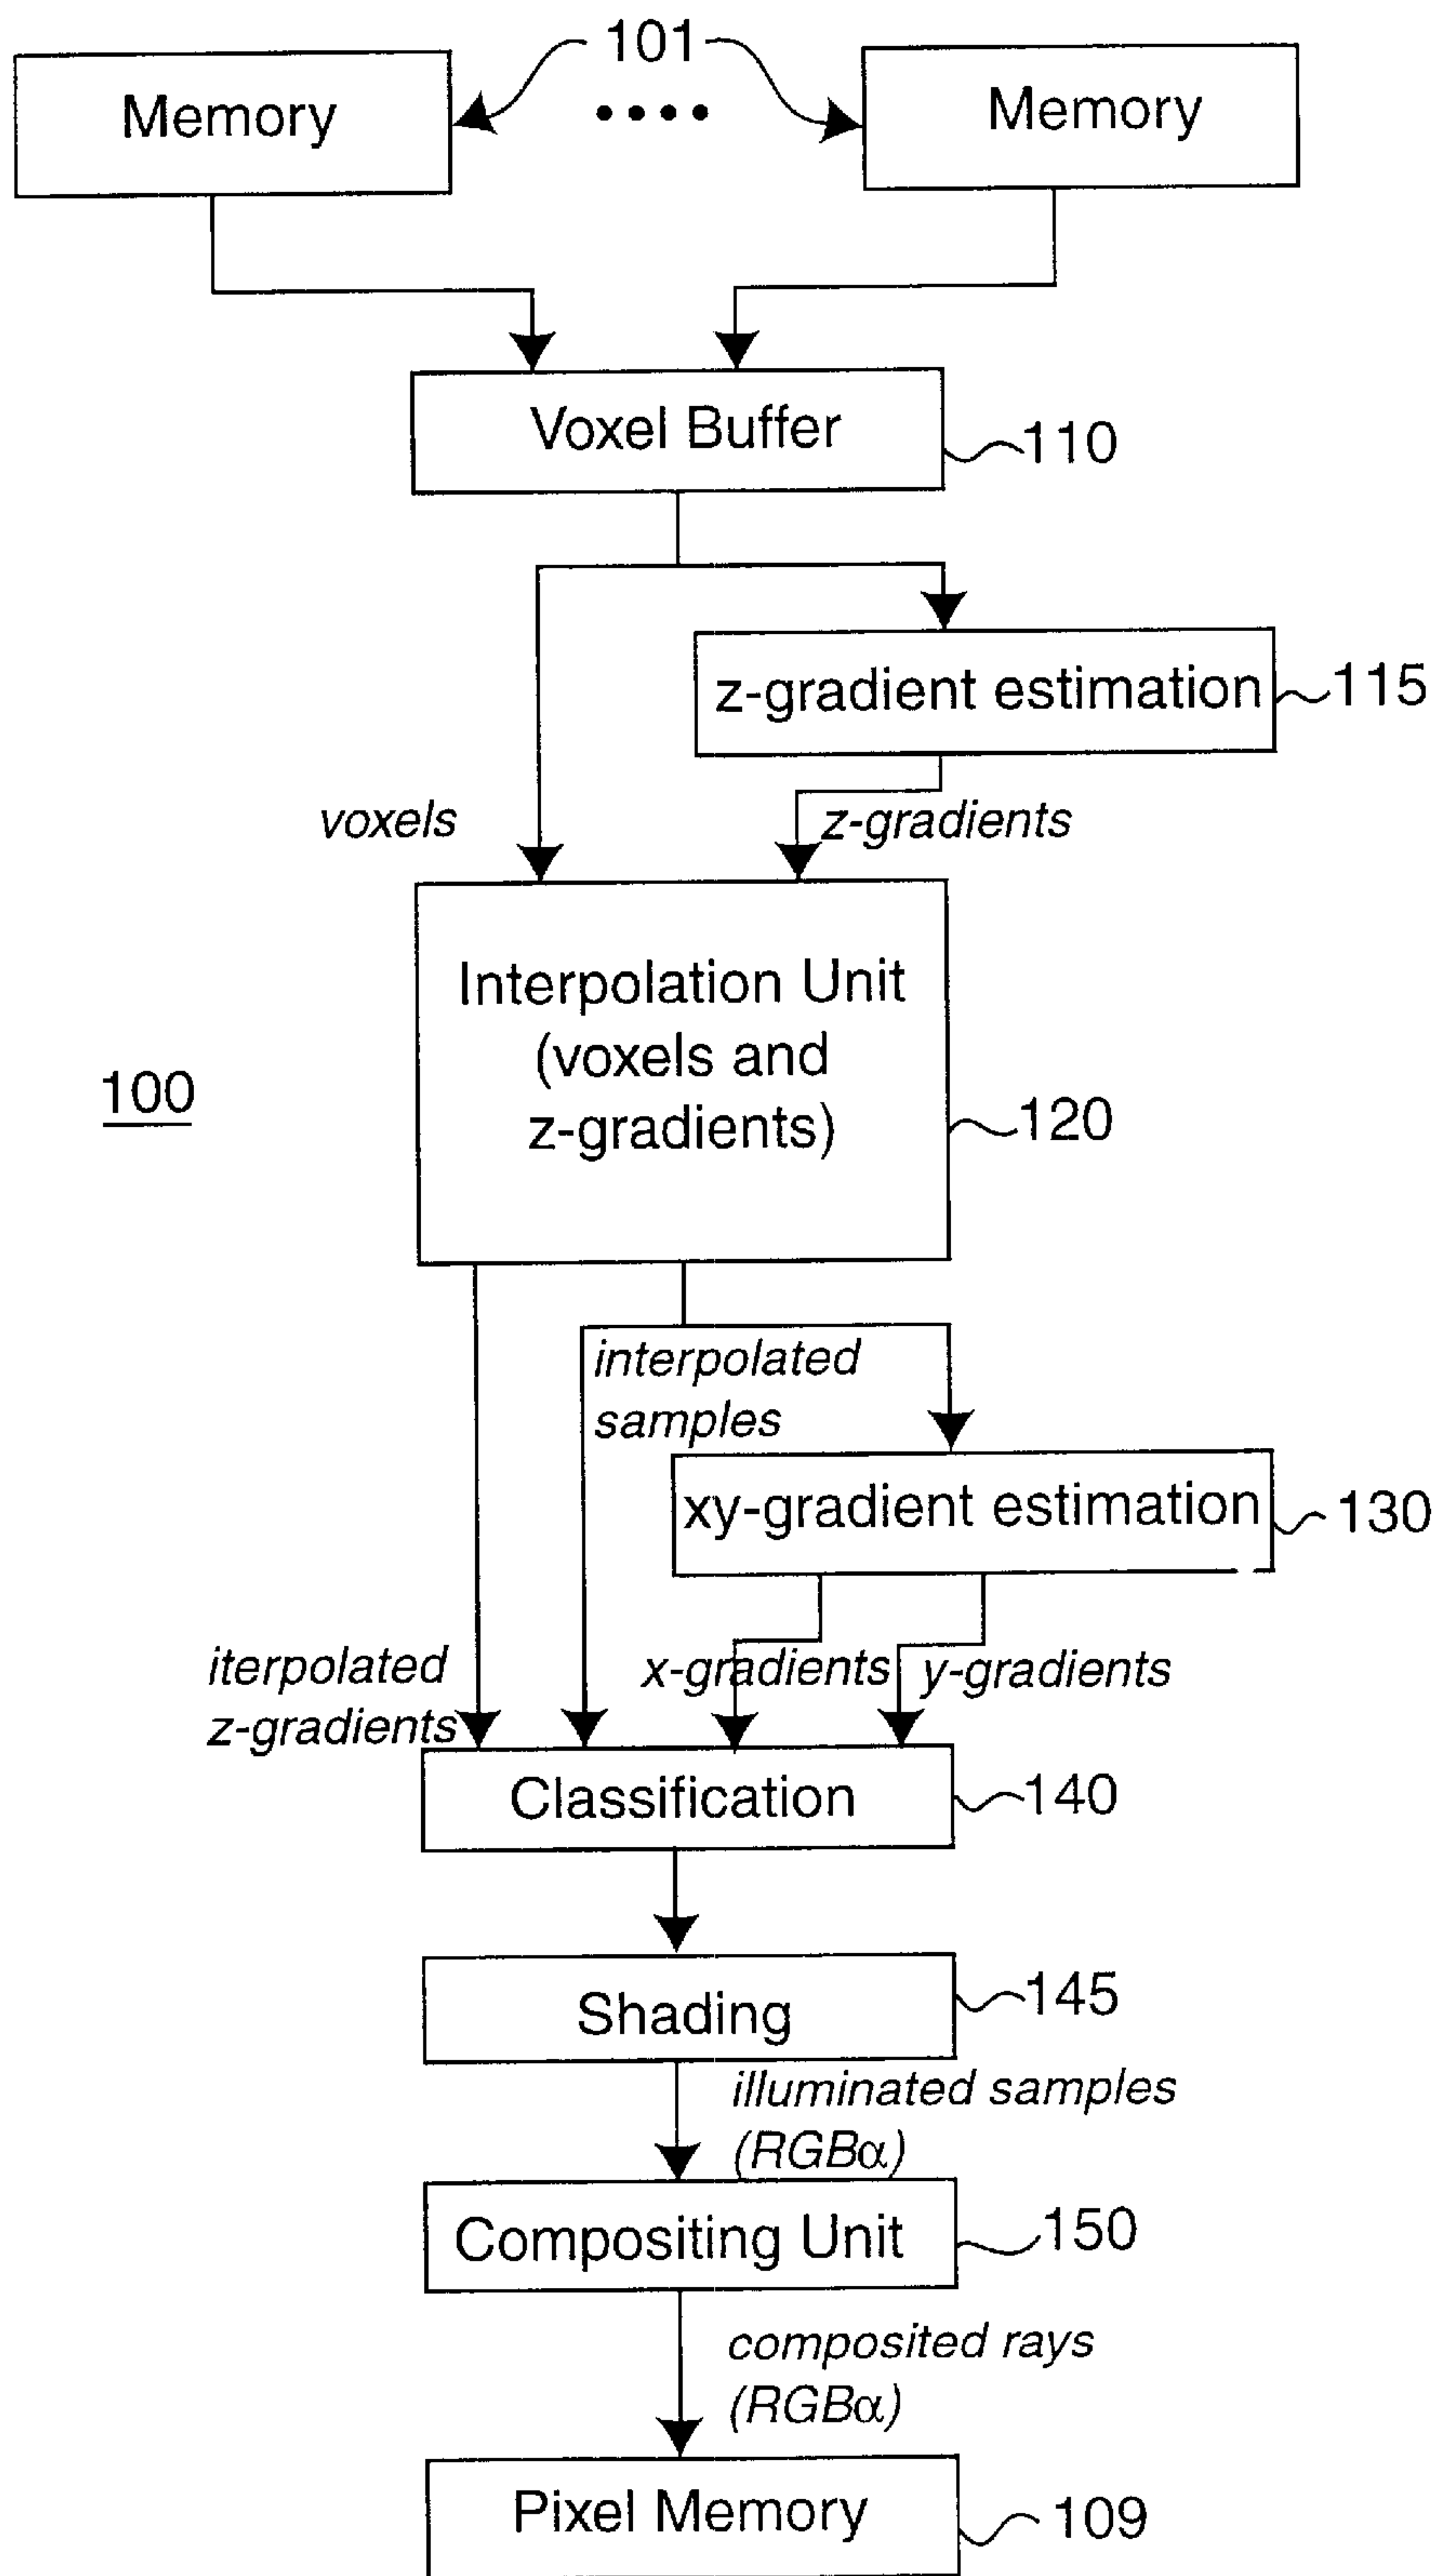 101
Memory
Memory
Voxel Buffer
110
z-gradient estimation
115
voxels
z-gradients
Interpolation Unit
(voxels and
z-gradients)
100
120
interpolated
samples
xy-gradient estimation
130
iterpolated
z-gradients
x-gradients
y-gradients
Classification
140
Shading
145
illuminated samples
(RGBα)
Compositing Unit
150
composited rays
(RGBα)
Pixel Memory
109